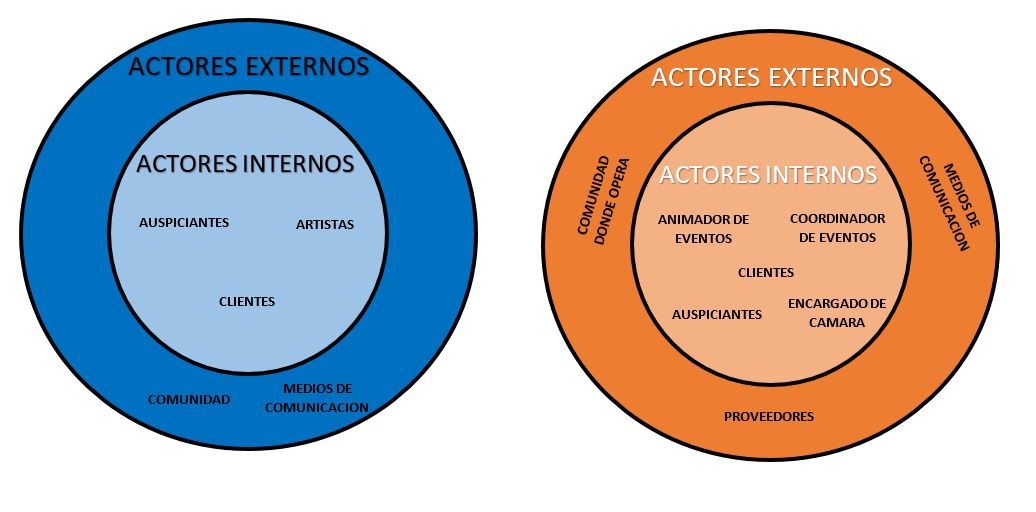 ACTORES EXTERNOS
ACTORES INTERNOS
AUSPICIANTES
ARTISTAS
CLIENTES
COMUNIDAD
MEDIOS DE
COMUNICACION
ACTORES EXTERNOS
COMUNIDAD
DONDE OPERA
MEDIOS DE
COMUNICACION
ACTORES INTERNOS
ANIMADOR DE
EVENTOS
COORDINADOR
DE EVENTOS
CLIENTES
AUSPICIANTES
ENCARGADO DE
CAMARA
PROVEEDORES